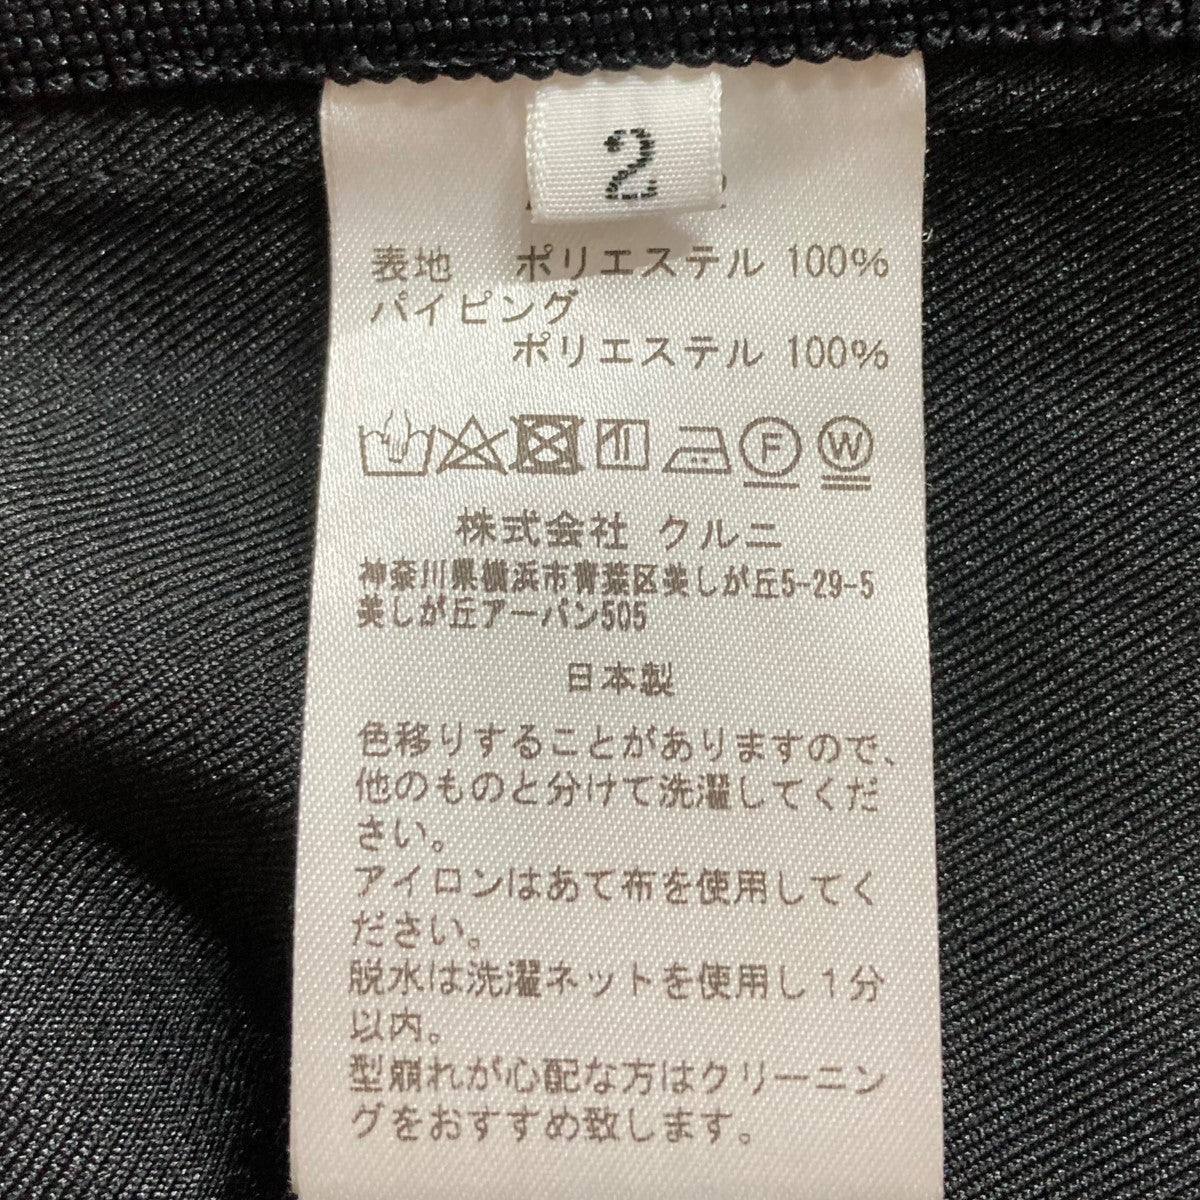 2
表地 ポリエステル 100%
パイピング
ポリエステル 100%
F W
株式会社 クルニ
神奈川県横浜市青葉区美しが丘5-29-5
美しが丘アーバン505
日本製
色移りすることがありますので、
他のものと分けて洗濯してくだ
さい。
アイロンはあて布を使用してく
ださい。
脱水は洗濯ネットを使用し1分
以内。
型崩れが心配な方はクリーニン
グをおすすめ致します。